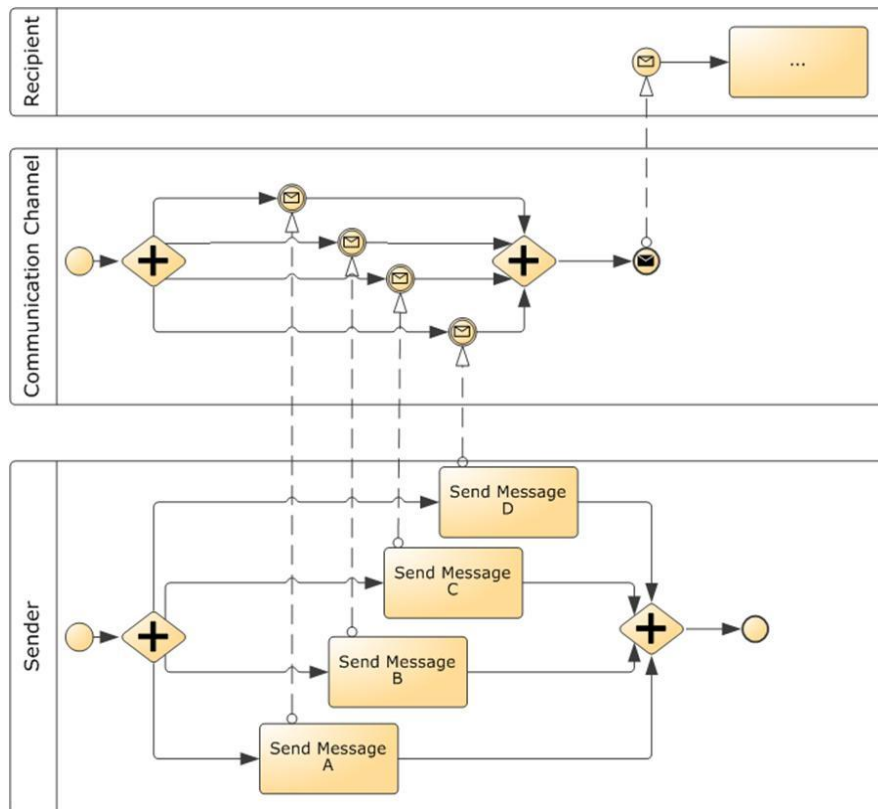 Recipient
...
Communication Channel
Sender
Send Message
D
Send Message
C
Send Message
B
Send Message
A